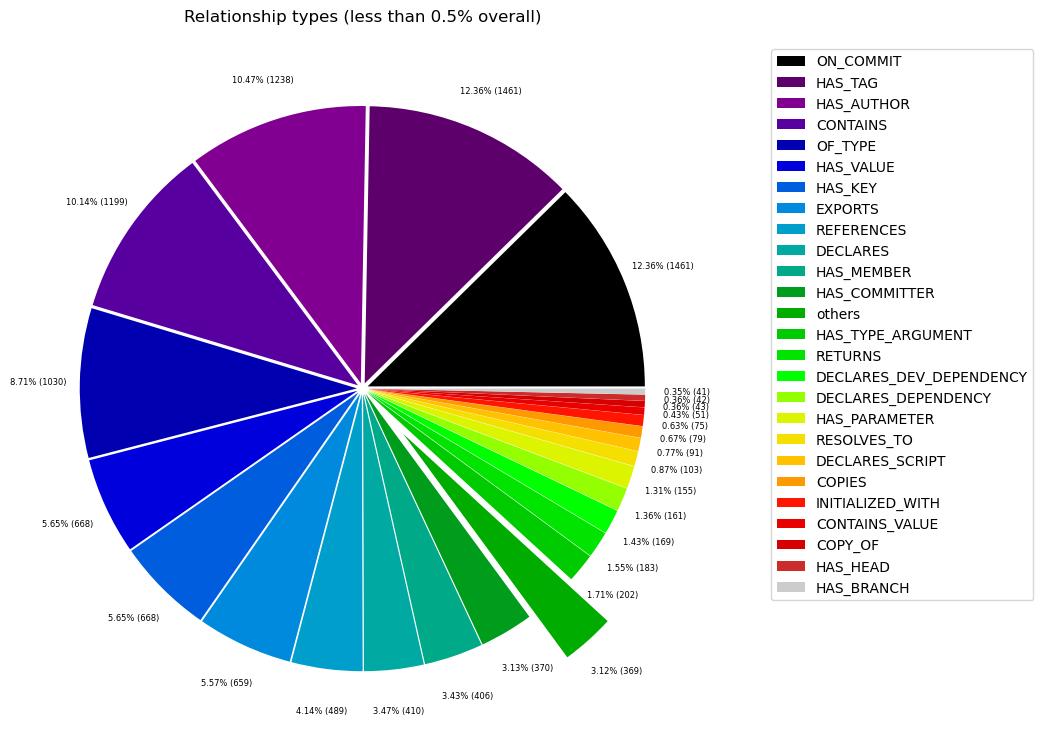 Relationship types (less than 0.5% overall)
12.36% (1461)
12.36% (1461)
10.47% (1238)
10.14% (1199)
8.71% (1030)
5.65% (668)
5.65% (668)
5.57% (659)
4.14% (489)
3.47% (410)
3.43% (406)
3.13% (370)
3.12% (369)
1.71% (202)
1.55% (183)
1.43% (169)
1.36% (161)
1.31% (155)
0.87% (103)
0.77% (91)
0.67% (79)
0.63% (75)
0.43% (51)
0.36% (43)
0.36% (42)
0.35% (41)
ON_COMMIT
HAS_TAG
HAS_AUTHOR
CONTAINS
OF_TYPE
HAS_VALUE
HAS_KEY
EXPORTS
REFERENCES
DECLARES
HAS_MEMBER
HAS_COMMITTER
others
HAS_TYPE_ARGUMENT
RETURNS
DECLARES_DEV_DEPENDENCY
DECLARES_DEPENDENCY
HAS_PARAMETER
RESOLVES_TO
DECLARES_SCRIPT
COPIES
INITIALIZED_WITH
CONTAINS_VALUE
COPY_OF
HAS_HEAD
HAS_BRANCH